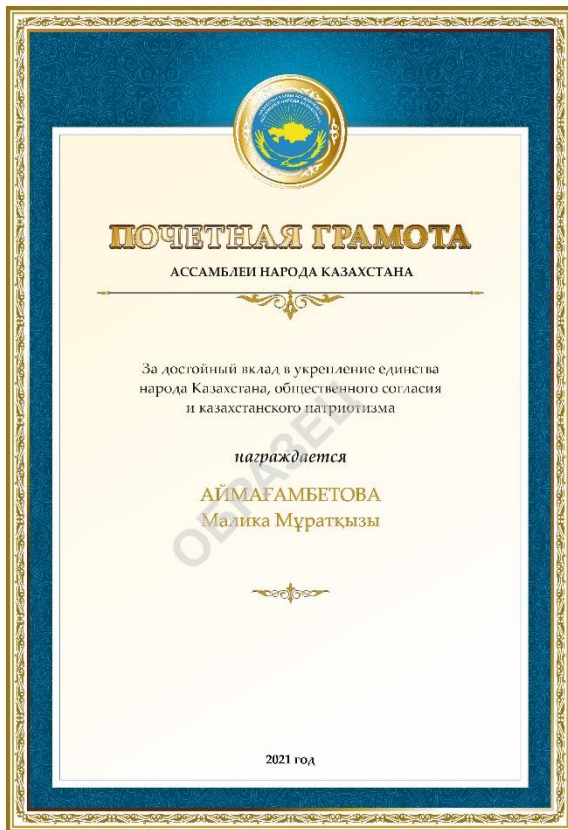 ПОЧЕТНАЯ ГРАМОТА
АССАМБЛЕИ НАРОДА КАЗАХСТАНА
За достойный вклад в укрепление единства
народа Казахстана, общественного согласия
и казахстанского патриотизма
награждается
АЙМАҒАМБЕТОВА
Малика Мұратқызы
ОБРАЗЕЦ
2021 год